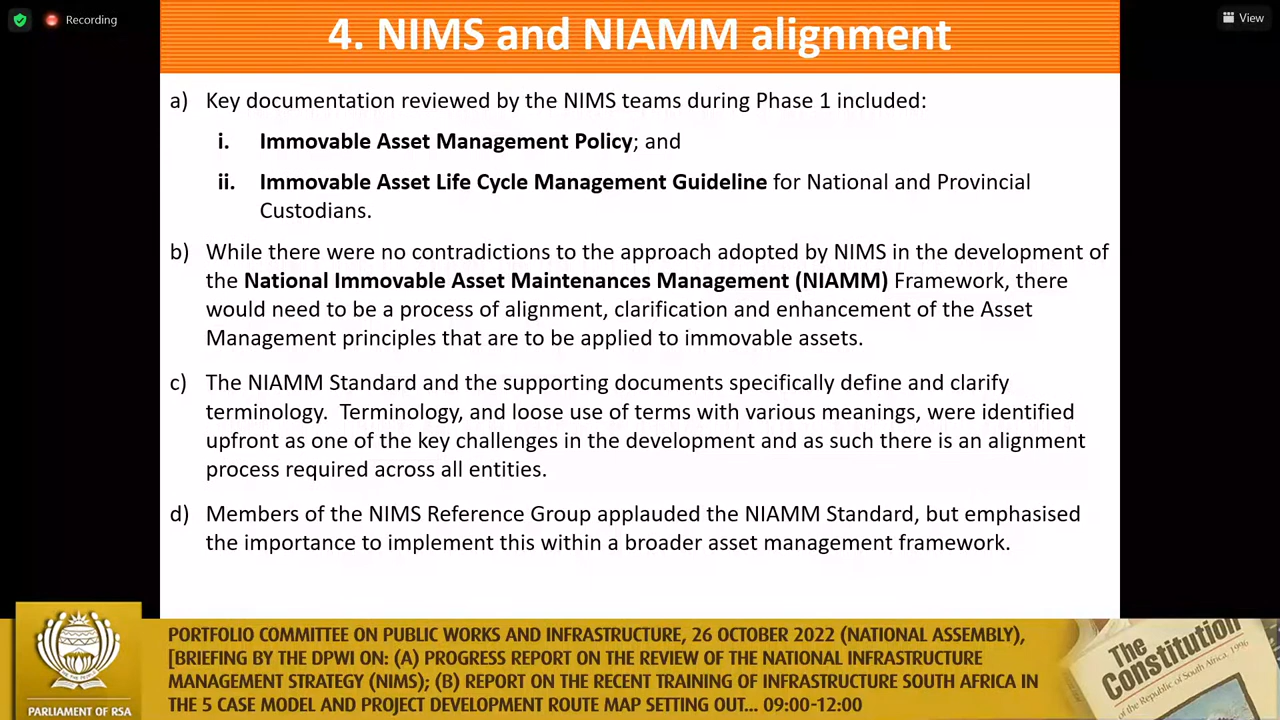 Recording
View
4. NIMS and NIAMM alignment
a) Key documentation reviewed by the NIMS teams during Phase 1 included:
i. Immovable Asset Management Policy; and
ii. Immovable Asset Life Cycle Management Guideline for National and Provincial
Custodians.
b) While there were no contradictions to the approach adopted by NIMS in the development of
the National Immovable Asset Maintenances Management (NIAMM) Framework, there
would need to be a process of alignment, clarification and enhancement of the Asset
Management principles that are to be applied to immovable assets.
c) The NIAMM Standard and the supporting documents specifically define and clarify
terminology. Terminology, and loose use of terms with various meanings, were identified
upfront as one of the key challenges in the development and as such there is an alignment
process required across all entities.
d) Members of the NIMS Reference Group applauded the NIAMM Standard, but emphasised
the importance to implement this within a broader asset management framework.
PARLIAMENT OF RSA
PORTFOLIO COMMITTEE ON PUBLIC WORKS AND INFRASTRUCTURE, 26 OCTOBER 2022 (NATIONAL ASSEMBLY),
[BRIEFING BY THE DPWI ON: (A) PROGRESS REPORT ON THE REVIEW OF THE NATIONAL INFRASTRUCTURE
MANAGEMENT STRATEGY (NIMS); (B) REPORT ON THE RECENT TRAINING OF INFRASTRUCTURE SOUTH AFRICA IN
THE 5 CASE MODEL AND PROJECT DEVELOPMENT ROUTE MAP SETTING OUT... 09:00-12:00
The
Constitution
of the Republic of South Africa, 1996